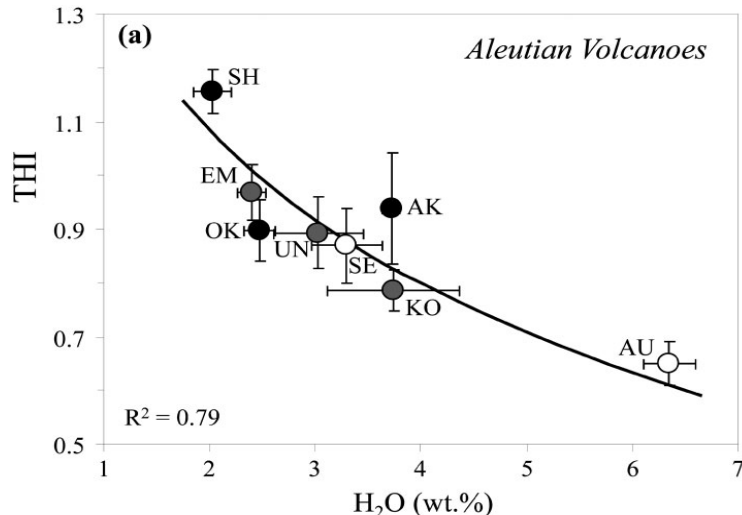 1.3
(a)
Aleutian Volcanoes
SH
1.1
THI
EM
AK
0.9
OK
UN
SE
KO
0.7
AU
R² = 0.79
0.5
1 2 3 4 5 6 7
H₂O (wt.%)